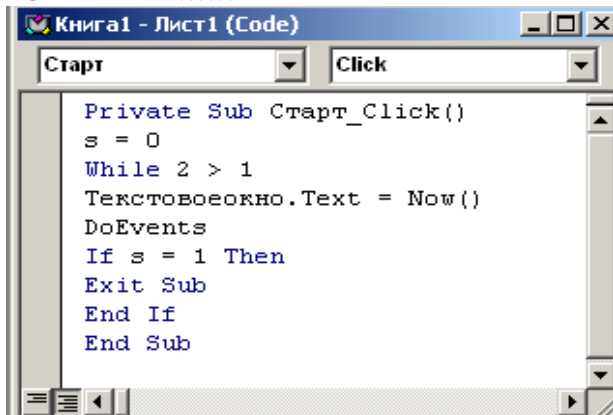 Книга1 - Лист1 (Code)
Старт Click
Private Sub Старт_Click()
s = 0
While 2 > 1
Текстовоеокно.Text = Now()
DoEvents
If s = 1 Then
Exit Sub
End If
End Sub